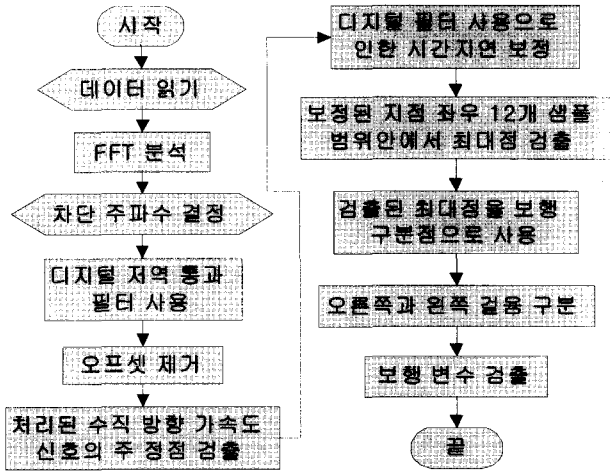 시작
데이터 읽기
FFT 분석
차단 주파수 결정
디지털 저역 통과
필터 사용
오프셋 제거
처리된 수직 방향 가속도
신호의 주 정점 검출
디지털 필터 사용으로
인한 시간지연 보정
보정된 지점 좌우 12개 샘플
범위안에서 최대점 검출
검출된 최대점을 보행
구분점으로 사용
오른쪽과 왼쪽 걸음 구분
보행 변수 검출
끝